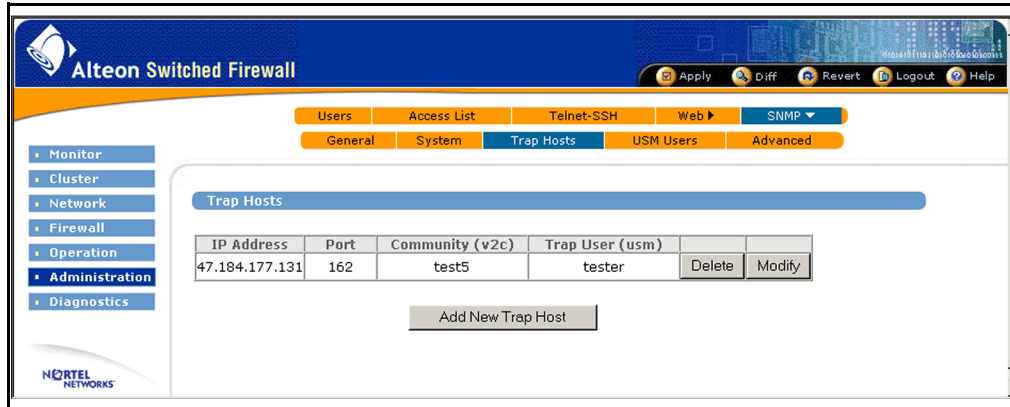 Alteon Switched Firewall
Apply Diff Revert Logout Help
Users Access List Telnet-SSH Web SNMP
General System Trap Hosts USM Users Advanced
Monitor
Cluster
Network
Firewall
Operation
Administration
Diagnostics
Trap Hosts
IP Address Port Community (v2c) Trap User (usm)
47.184.177.131 162 test5 tester Delete Modify
Add New Trap Host
NORTEL
NETWORKS